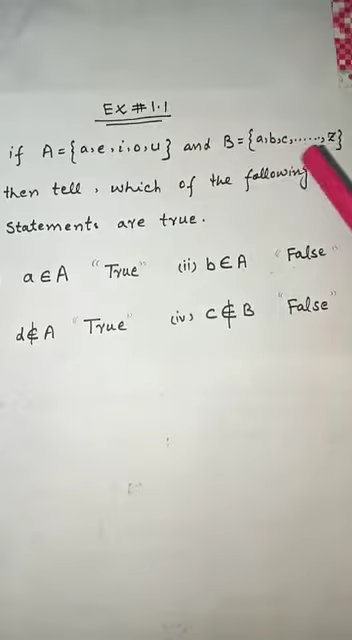 EX # 1.1
if A={a,e,i,o,u} and B={a,b,c,......,z}
then tell, which of the following
Statements are true.
a∈A "True" (ii) b∈A "False"
d∉A "True" (iv) c∉B "False"